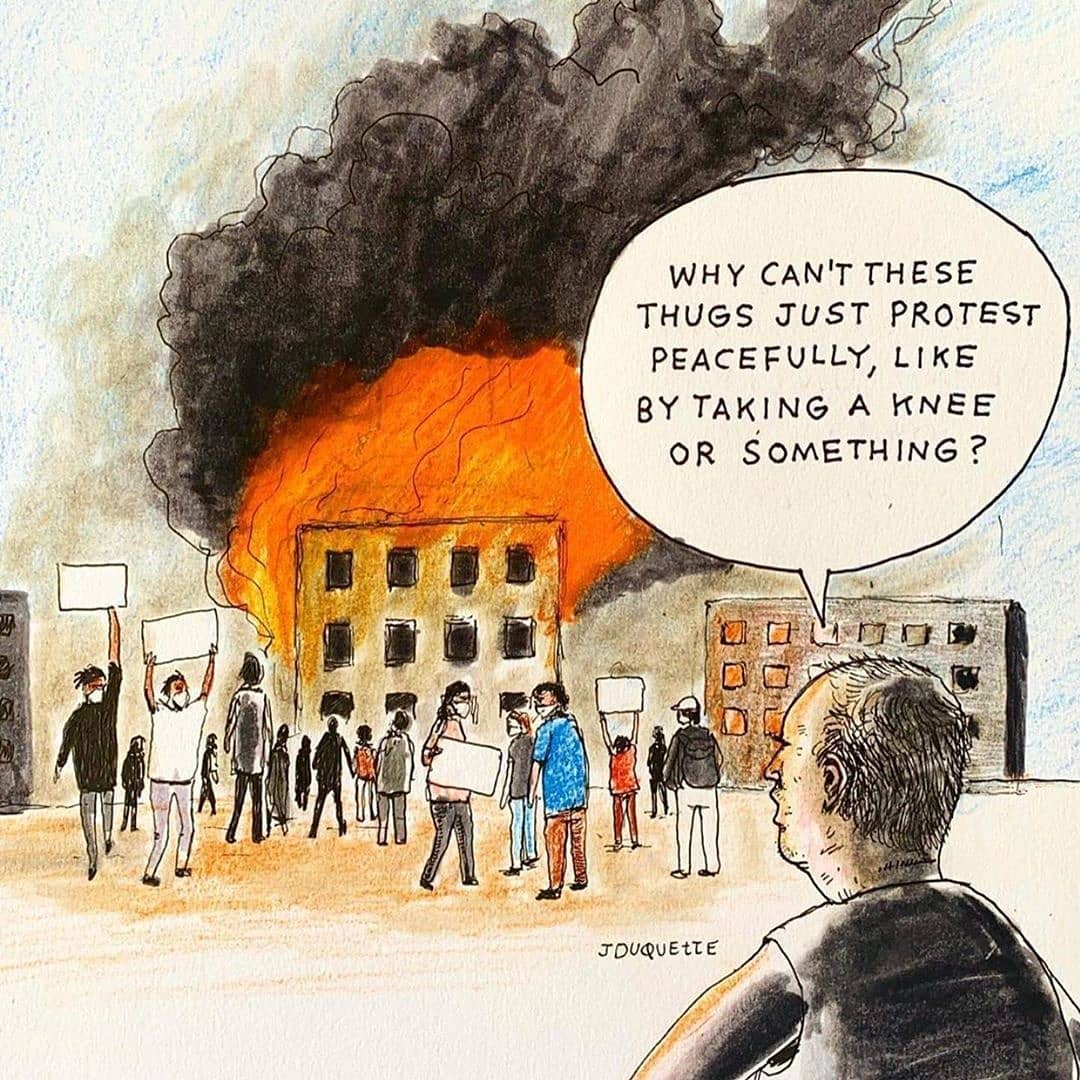 WHY CAN'T THESE
THUGS JUST PROTEST
PEACEFULLY, LIKE
BY TAKING A KNEE
OR SOMETHING?
JDUQUETTE